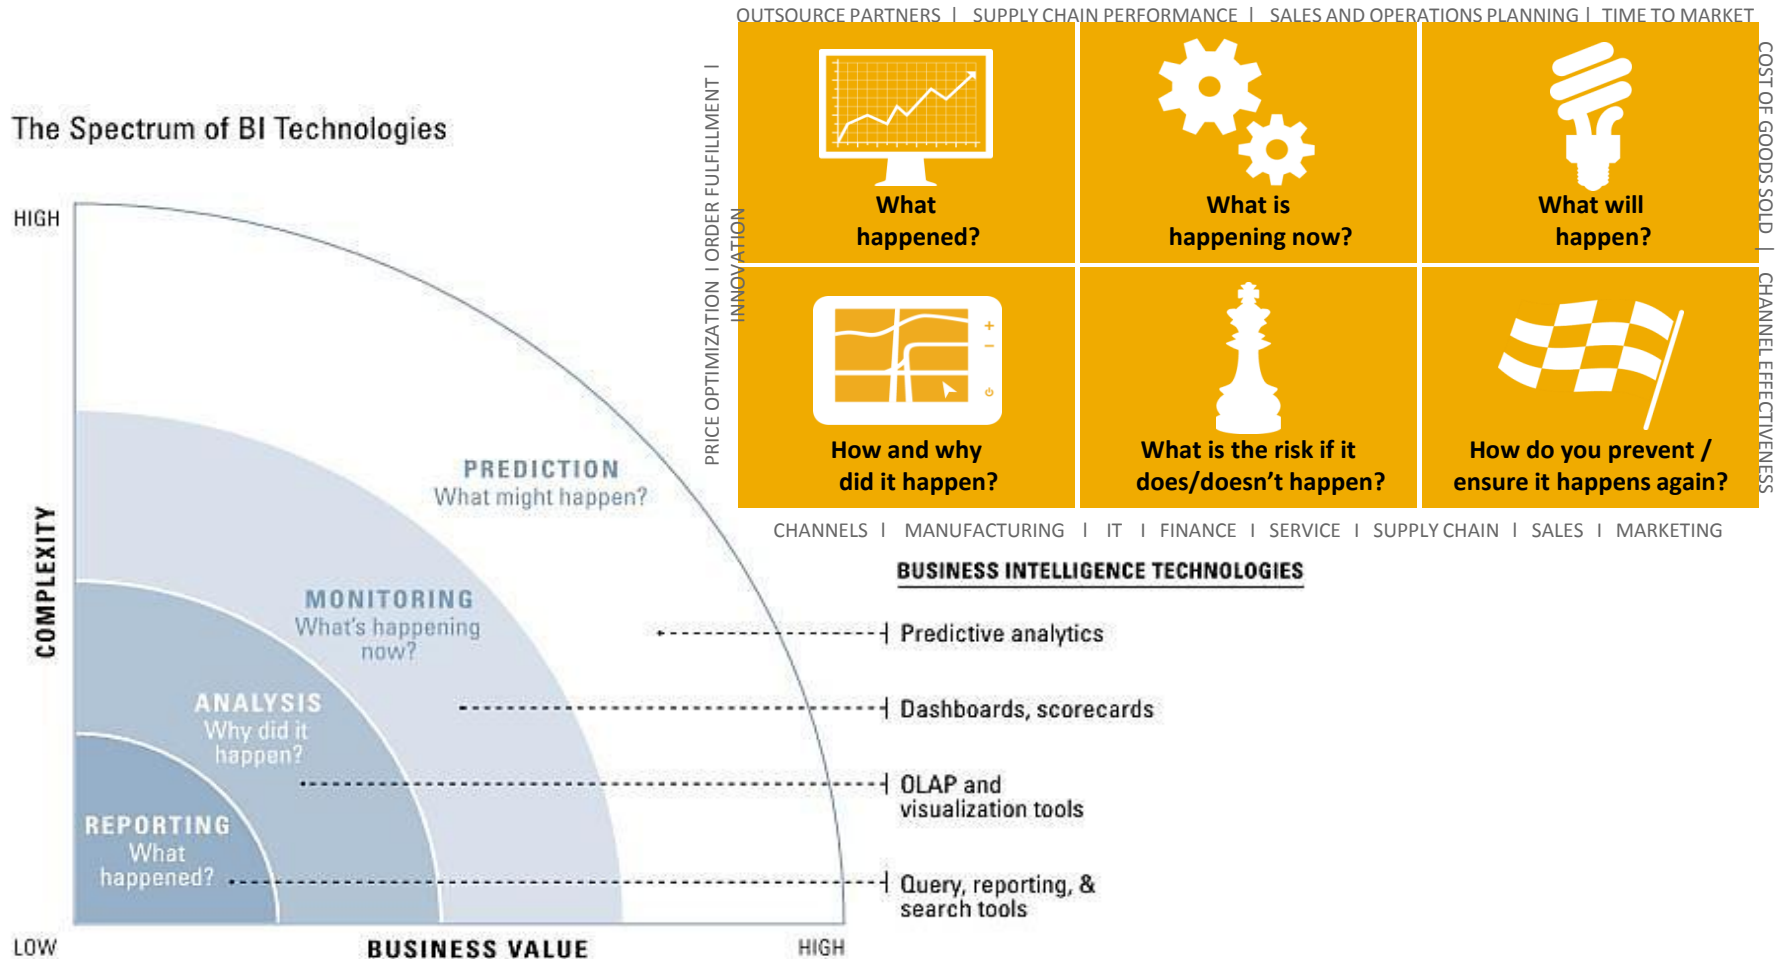 OUTSOURCE PARTNERS | SUPPLY CHAIN PERFORMANCE | SALES AND OPERATIONS PLANNING | TIME TO MARKET
PRICE OPTIMIZATION I ORDER FULFILLMENT I
INNOVATION
What
happened?
What is
happening now?
What will
happen?
How and why
did it happen?
What is the risk if it
does/doesn't happen?
How do you prevent /
ensure it happens again?
COST OF GOODS SOLD | CHANNEL EFFECTIVENESS
CHANNELS I MANUFACTURING I IT I FINANCE I SERVICE I SUPPLY CHAIN I SALES I MARKETING
The Spectrum of BI Technologies
HIGH
COMPLEXITY
LOW
BUSINESS VALUE
HIGH
PREDICTION
What might happen?
MONITORING
What's happening
now?
ANALYSIS
Why did it
happen?
REPORTING
What
happened?
BUSINESS INTELLIGENCE TECHNOLOGIES
Predictive analytics
Dashboards, scorecards
OLAP and
visualization tools
Query, reporting, &
search tools